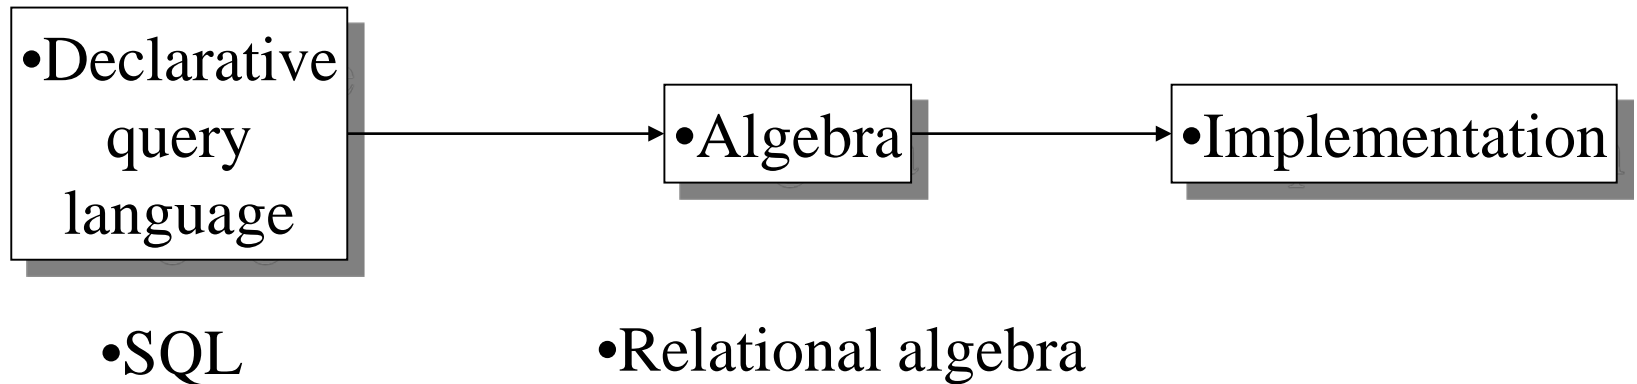 •Declarative
query
language
•Algebra
•Implementation
•SQL
•Relational algebra